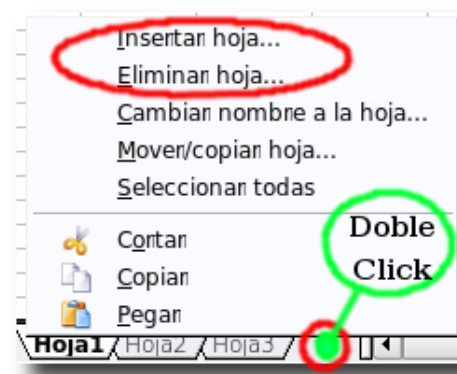 Insertar hoja...
Eliminar hoja...
Cambiar nombre a la hoja...
Mover/copiar hoja...
Seleccionar todas
Cortar
Copiar
Pegar
Doble
Click
Hoja1 Hoja2 Hoja3